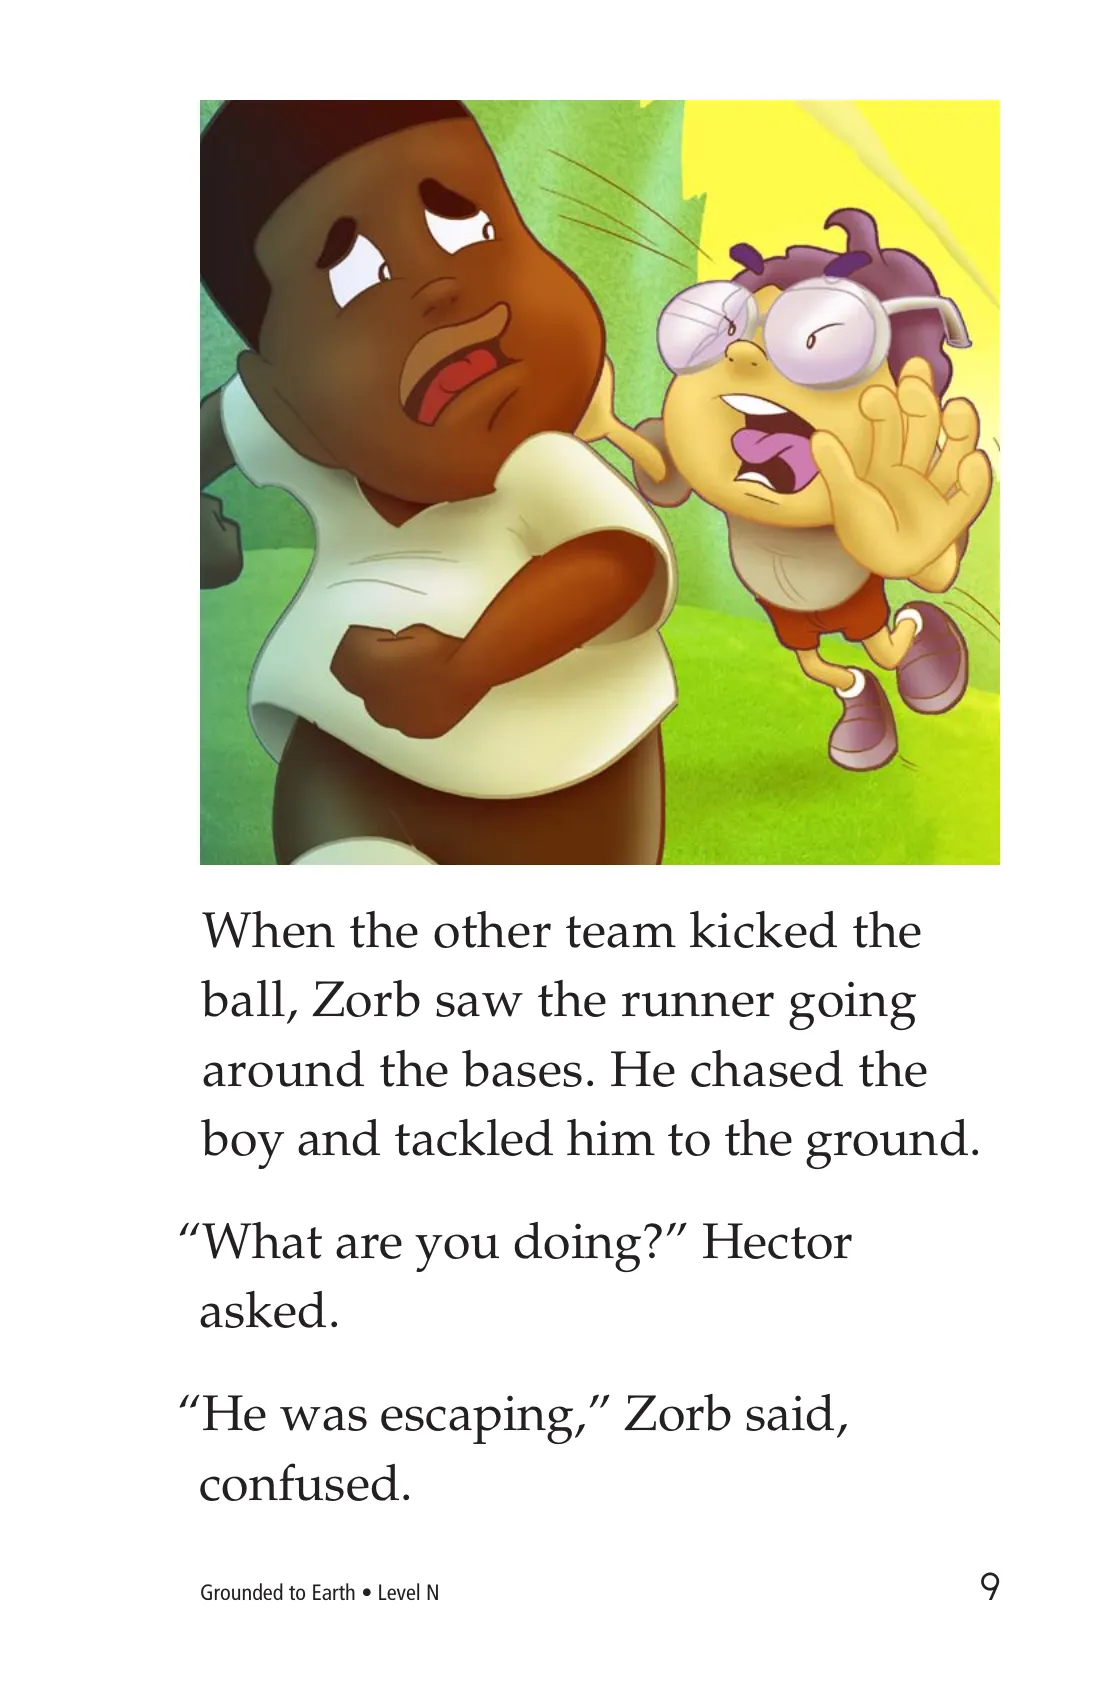 When the other team kicked the
ball, Zorb saw the runner going
around the bases. He chased the
boy and tackled him to the ground.
“What are you doing?” Hector
asked.
“He was escaping,” Zorb said,
confused.
Grounded to Earth • Level N
9